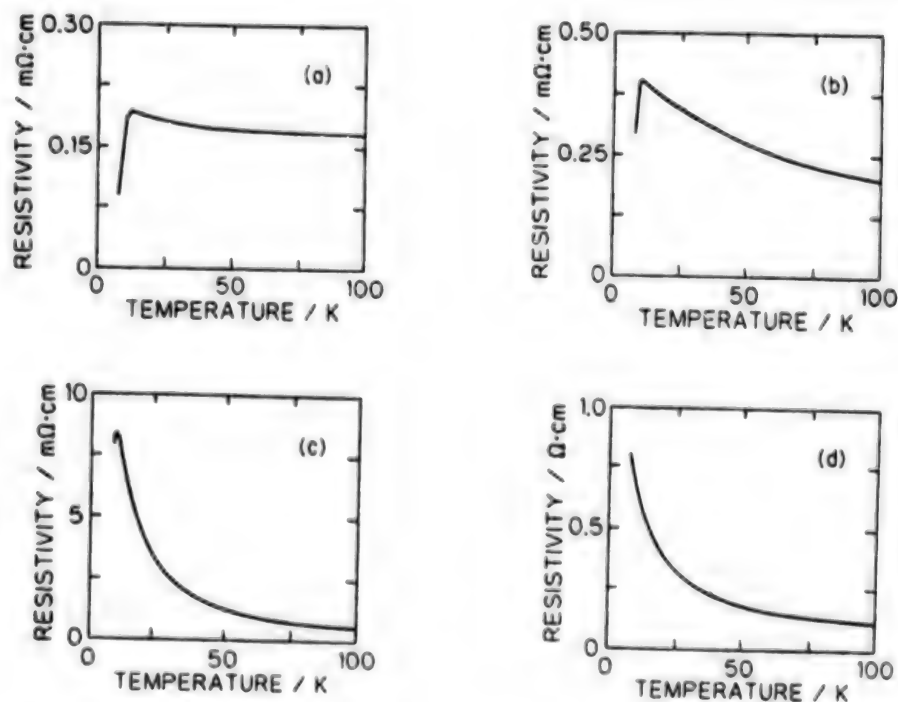 0.30
(a)
0.15
0
RESISTIVITY / mΩ·cm
0 50 100
TEMPERATURE / K
0.50
(b)
0.25
0
RESISTIVITY / mΩ·cm
0 50 100
TEMPERATURE / K
10
(c)
5
0
RESISTIVITY / mΩ·cm
0 50 100
TEMPERATURE / K
1.0
(d)
0.5
0
RESISTIVITY / Ω·cm
0 50 100
TEMPERATURE / K